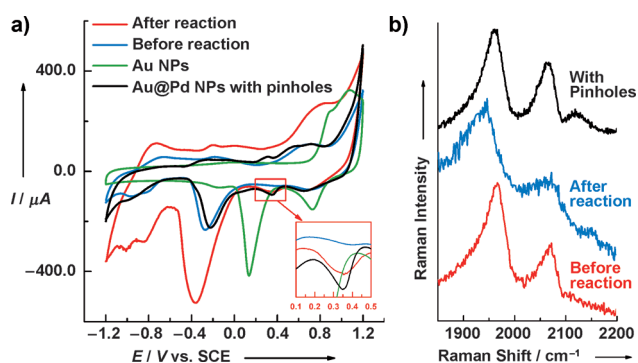 a)
After reaction
Before reaction
Au NPs
Au@Pd NPs with pinholes
400.0
0.0
−400.0
I / μA
−1.2 −0.8 −0.4 0.0 0.4 0.8 1.2
E / V vs. SCE
0.1 0.2 0.3 0.4 0.5
b)
With
Pinholes
After
reaction
Before
reaction
Raman Intensity
1900 2000 2100 2200
Raman Shift / cm⁻¹